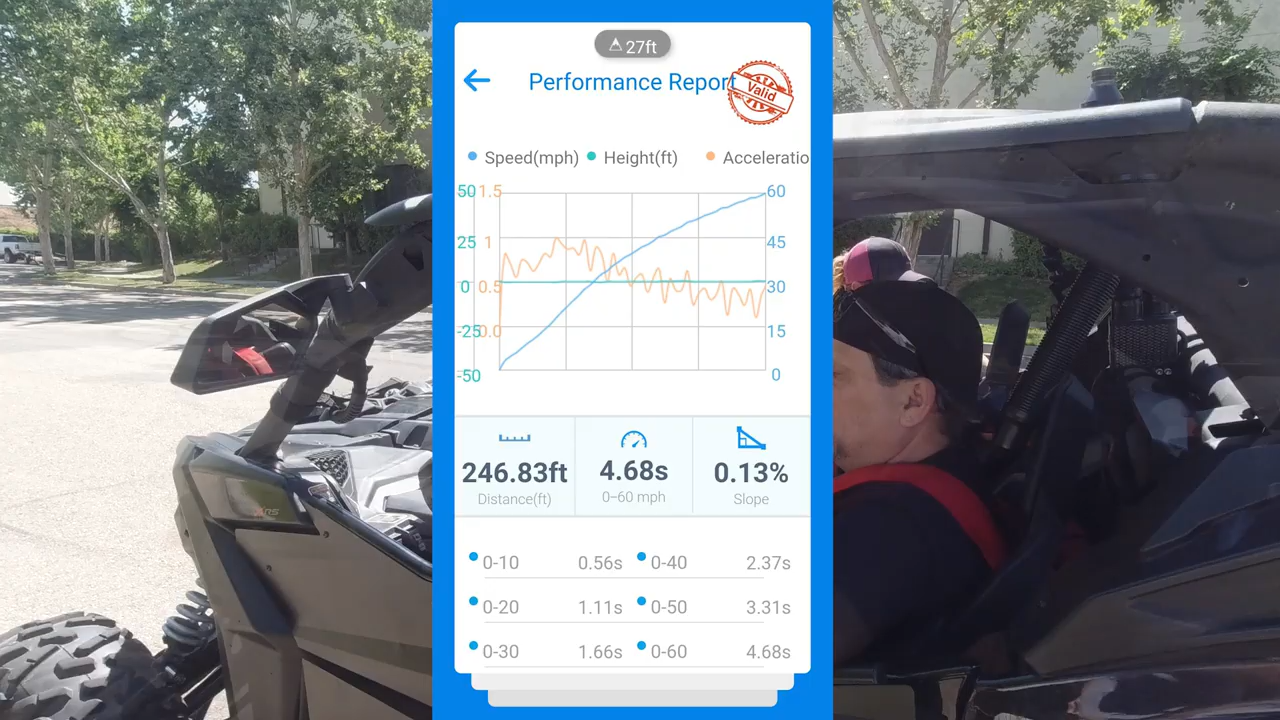 27ft
Performance Report
Valid
Speed(mph) Height(ft) Acceleratio
50 1.5 60
25 1 45
0 0.5 30
-25 0.0 15
-50 0
246.83ft 4.68s 0.13%
Distance(ft) 0–60 mph Slope
0-10 0.56s 0-40 2.37s
0-20 1.11s 0-50 3.31s
0-30 1.66s 0-60 4.68s